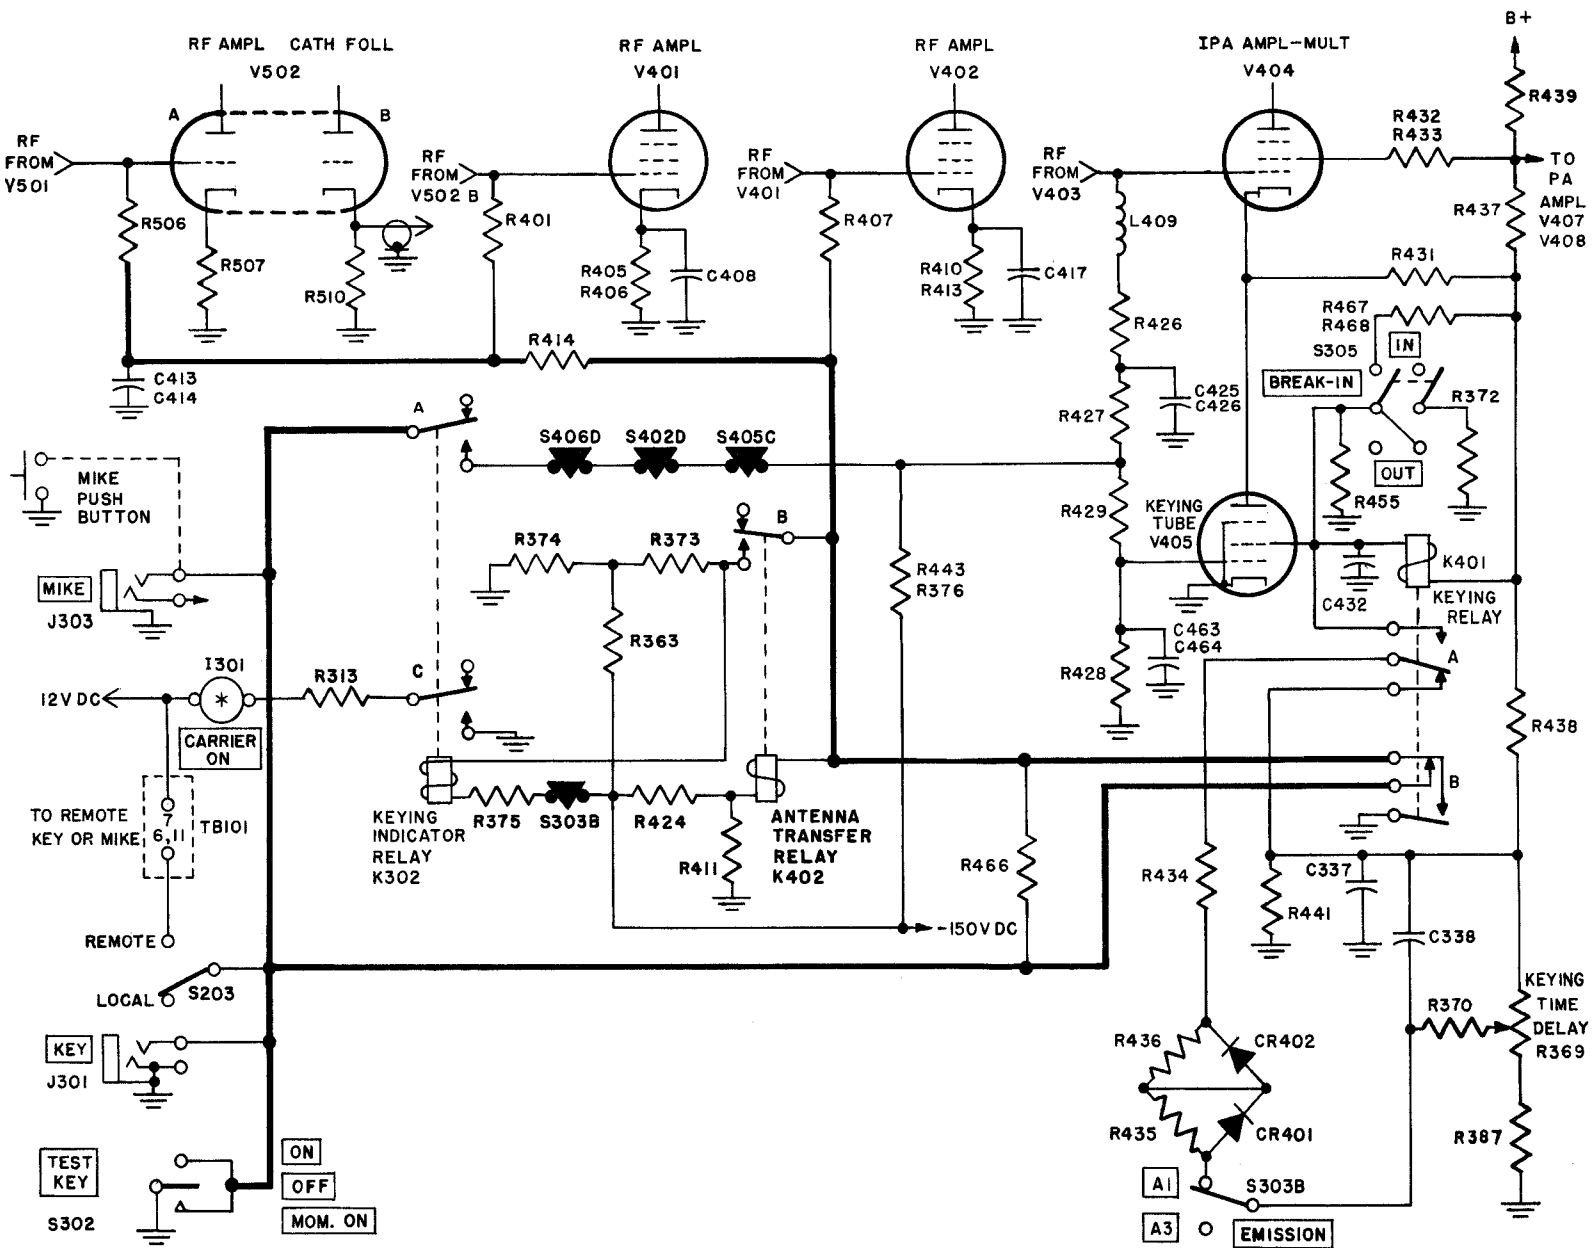 B+
RF AMPL CATH FOLL
V502
RF AMPL
V401
RF AMPL
V402
IPA AMPL-MULT
V404
R439
A
B
R432
R433
RF
FROM
V501
RF
FROM
V502 B
RF
FROM
V401
RF
FROM
V403
TO
PA
AMPL
V407
V408
R506
R401
R407
L409
R437
R507
R510
R405
R406
C408
R410
R413
C417
R431
R426
R467
R468
S305
IN
R414
C413
C414
BREAK-IN
R372
C425
C426
R427
A
S406D
S402D
S405C
OUT
R455
MIKE
PUSH
BUTTON
R429
KEYING
TUBE
V405
B
R374
R373
K401
KEYING
RELAY
R443
R376
C432
MIKE
J303
R363
C463
C464
A
R428
I301
R313
C
12V DC
*
CARRIER
ON
R438
B
TO REMOTE
KEY OR MIKE
7
6,11
TB101
KEYING
INDICATOR
RELAY
K302
R375
S303B
R424
R411
ANTENNA
TRANSFER
RELAY
K402
R466
R434
C337
R441
C338
-150V DC
REMOTE
LOCAL
S203
KEYING
TIME
DELAY
R369
R370
KEY
J301
R436
CR402
R435
CR401
R387
TEST
KEY
S302
ON
OFF
MOM. ON
A1
S303B
A3
EMISSION